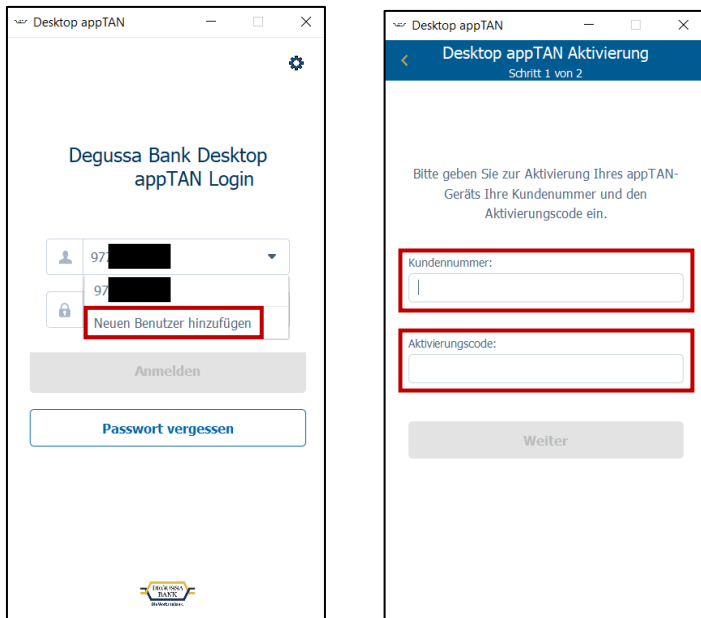 Desktop appTAN
Degussa Bank Desktop
appTAN Login
977
97
Neuen Benutzer hinzufügen
Anmelden
Passwort vergessen
DEGUSSA
BANK
Desktop appTAN
Desktop appTAN Aktivierung
Schritt 1 von 2
Bitte geben Sie zur Aktivierung Ihres appTAN-
Geräts Ihre Kundenummer und den
Aktivierungscode ein.
Kundennummer:
Aktivierungscode:
Weiter